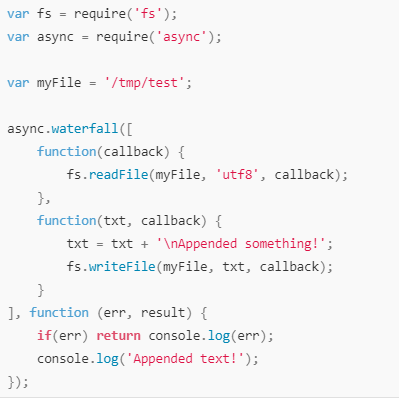 var fs = require('fs');
var async = require('async');

var myFile = '/tmp/test';

async.waterfall([
    function(callback) {
        fs.readFile(myFile, 'utf8', callback);
    },
    function(txt, callback) {
        txt = txt + '\nAppended something!';
        fs.writeFile(myFile, txt, callback);
    }
], function (err, result) {
    if(err) return console.log(err);
    console.log('Appended text!');
});